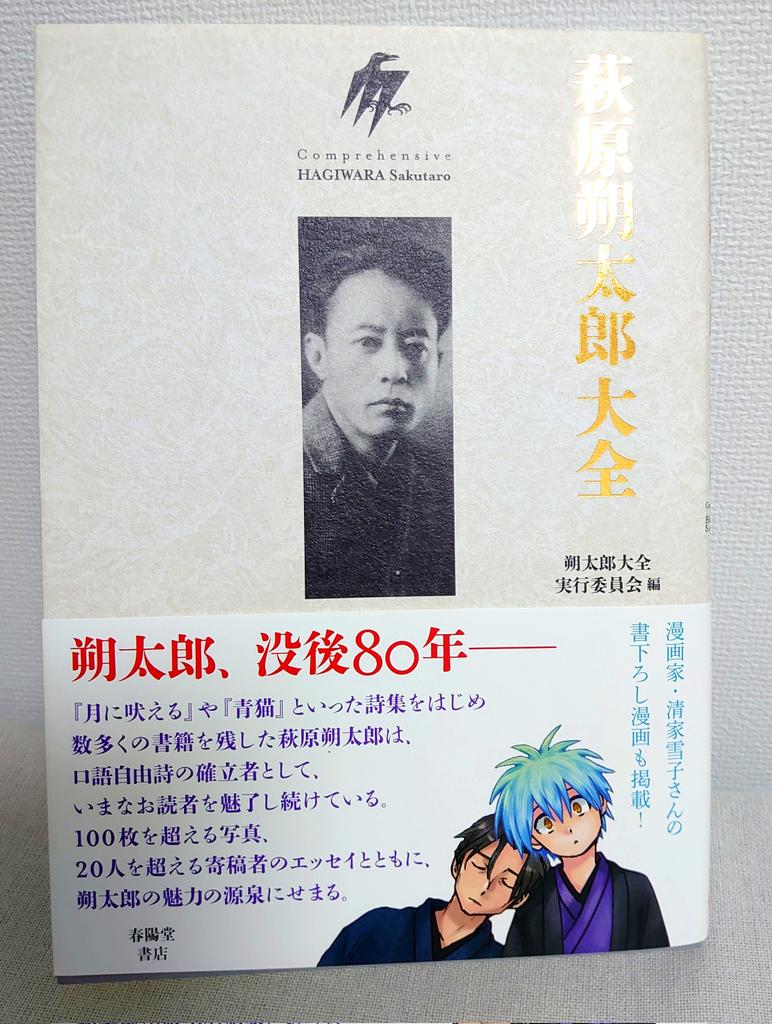 Comprehensive
HAGIWARA Sakutaro
萩原朔太郎大全
朔太郎大全
実行委員会 編
朔太郎、没後80年――
『月に吠える』や『青猫』といった詩集をはじめ
数多くの書籍を残した萩原朔太郎は、
口語自由詩の確立者として、
いまなお読者を魅了し続けている。
100枚を超える写真、
20人を超える寄稿者のエッセイとともに、
朔太郎の魅力の源泉にせまる。
漫画家・清家雪子さんの
書下ろし漫画も掲載！
春陽堂
書店